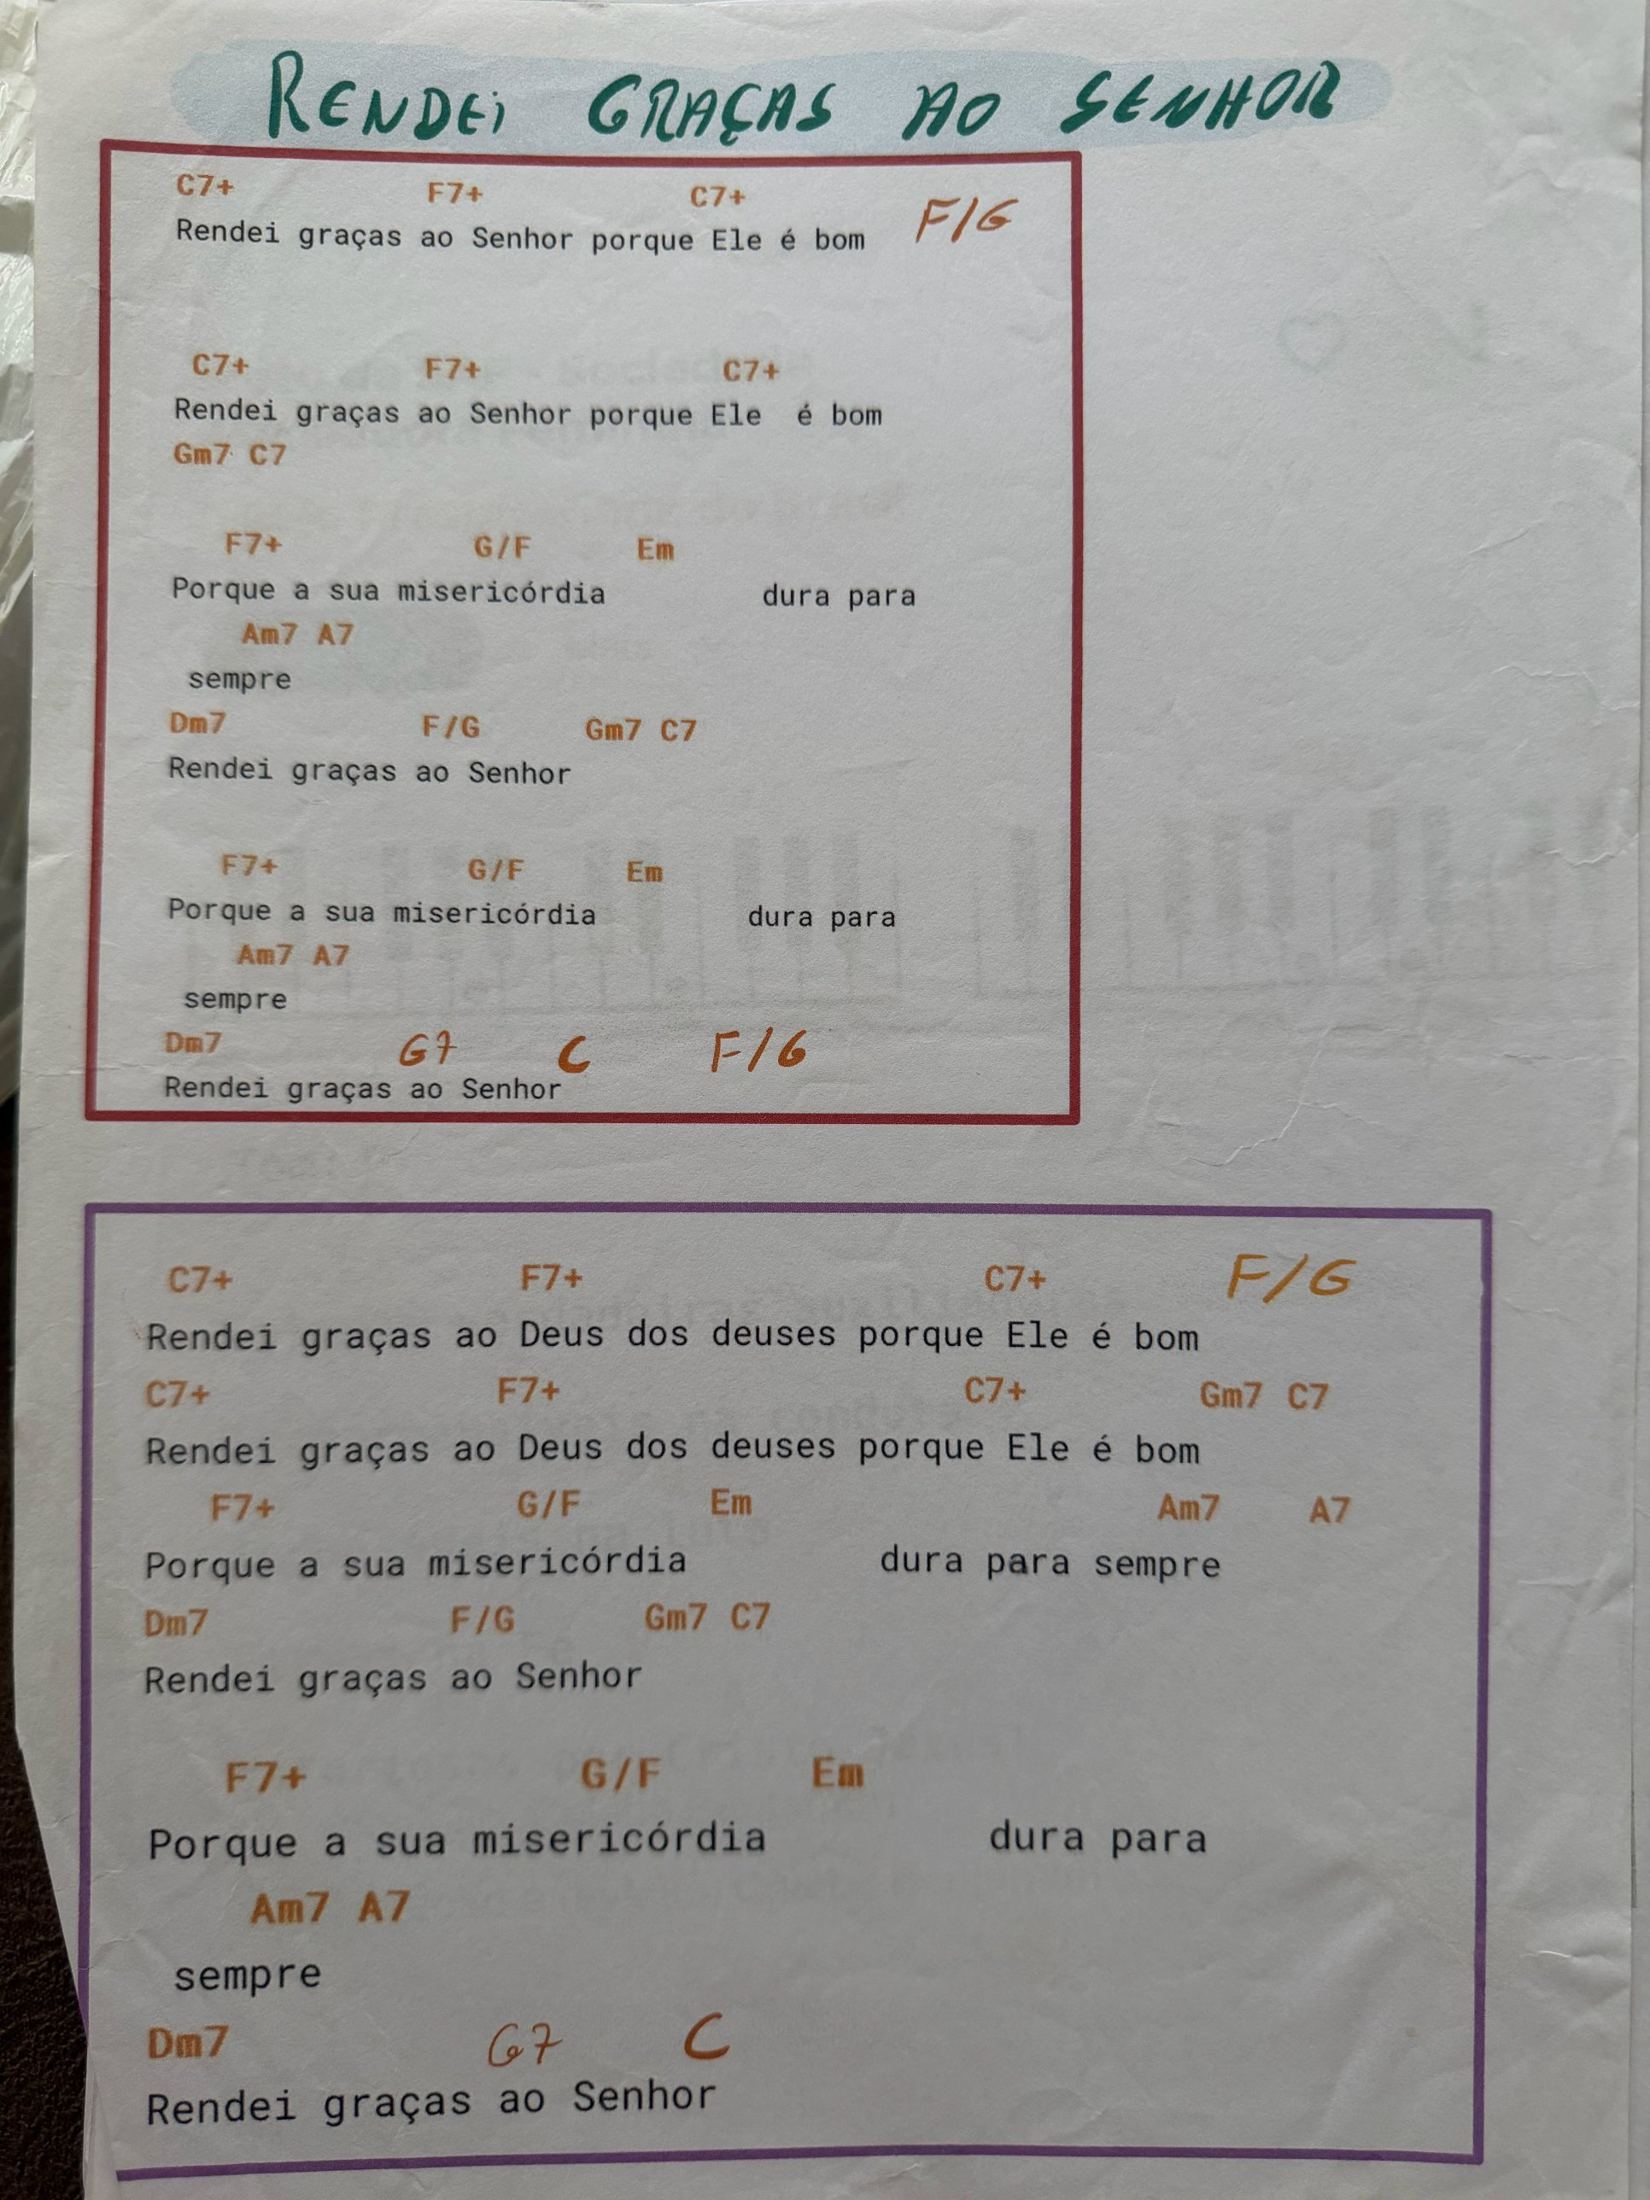 RENDEI GRAÇAS AO SENHOR
C7+ F7+ C7+ F/G
Rendei graças ao Senhor porque Ele é bom
C7+ F7+ C7+
Rendei graças ao Senhor porque Ele é bom
Gm7 C7
F7+ G/F Em
Porque a sua misericórdia dura para
Am7 A7
sempre
Dm7 F/G Gm7 C7
Rendei graças ao Senhor
F7+ G/F Em
Porque a sua misericórdia dura para
Am7 A7
sempre
Dm7 G7 C F/G
Rendei graças ao Senhor
C7+ F7+ C7+ F/G
Rendei graças ao Deus dos deuses porque Ele é bom
C7+ F7+ C7+ Gm7 C7
Rendei graças ao Deus dos deuses porque Ele é bom
F7+ G/F Em Am7 A7
Porque a sua misericórdia dura para sempre
Dm7 F/G Gm7 C7
Rendei graças ao Senhor
F7+ G/F Em
Porque a sua misericórdia dura para
Am7 A7
sempre
Dm7 G7 C
Rendei graças ao Senhor